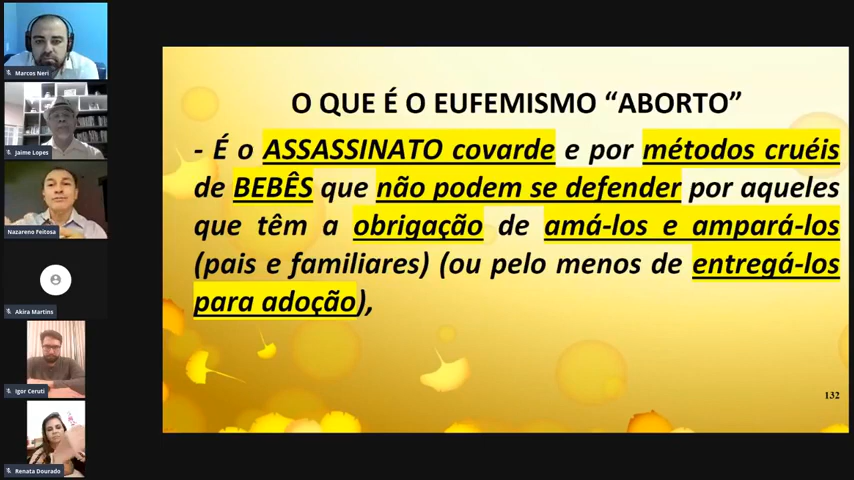 Marcos Neri
Jaime Lopes
Nazareno Feitosa
Akira Martins
Igor Ceruti
Renata Dourado
O QUE É O EUFEMISMO “ABORTO”
- É o ASSASSINATO covarde e por métodos cruéis
de BEBÊS que não podem se defender por aqueles
que têm a obrigação de amá-los e ampará-los
(pais e familiares) (ou pelo menos de entregá-los
para adoção),
132